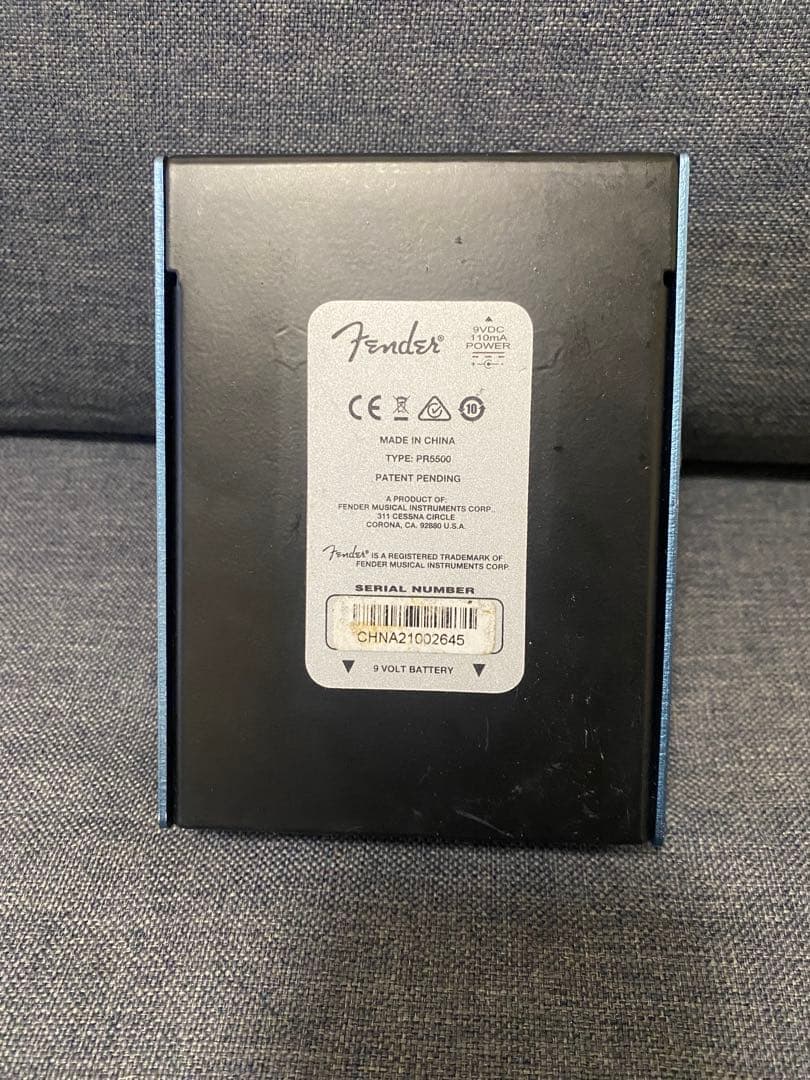 Fender®
9VDC
110mA
POWER
CE 10
MADE IN CHINA
TYPE: PR5500
PATENT PENDING
A PRODUCT OF:
FENDER MUSICAL INSTRUMENTS CORP..
311 CESSNA CIRCLE
CORONA, CA. 92880 U.S.A.
Fender® IS A REGISTERED TRADEMARK OF
FENDER MUSICAL INSTRUMENTS CORP.
SERIAL NUMBER
CHNA21002645
9 VOLT BATTERY